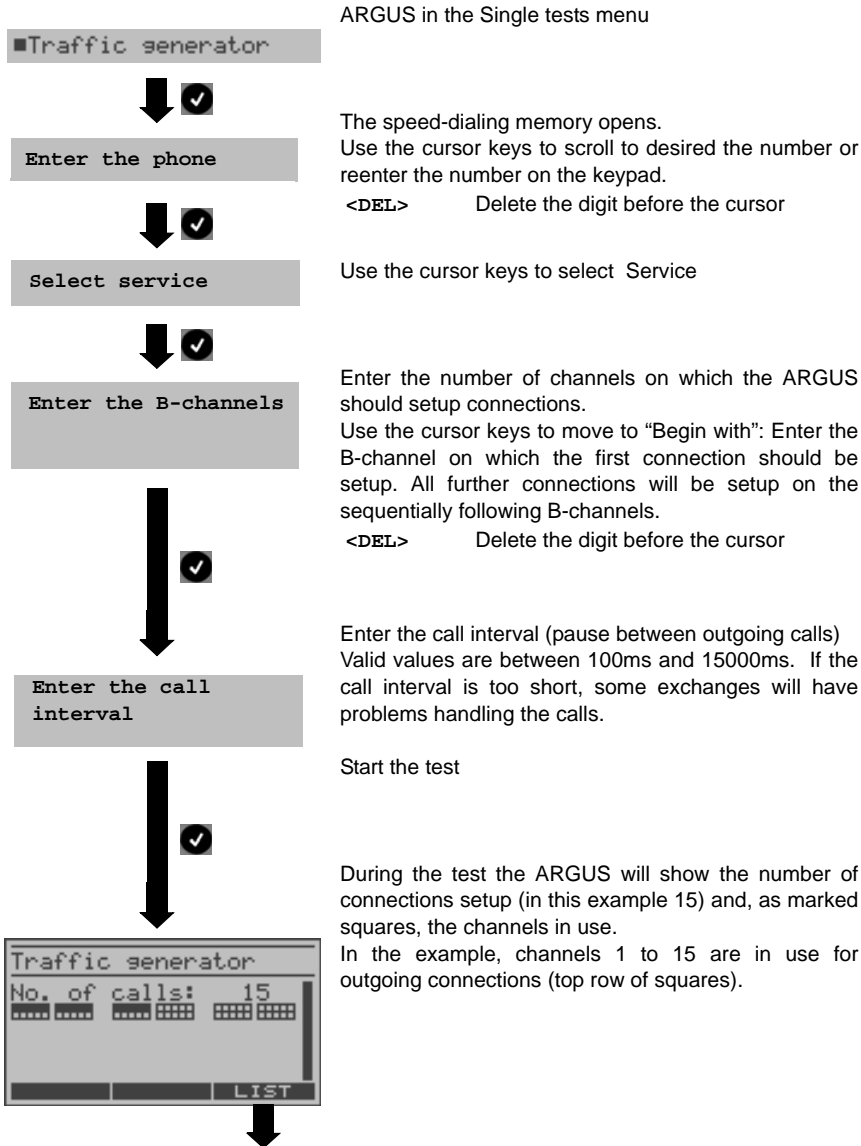 ARGUS in the Single tests menu
■Traffic generator
The speed-dialing memory opens.
Enter the phone
Use the cursor keys to scroll to desired the number or
reenter the number on the keypad.
<DEL> Delete the digit before the cursor
Select service
Use the cursor keys to select Service
Enter the B-channels
Enter the number of channels on which the ARGUS
should setup connections.
Use the cursor keys to move to “Begin with”: Enter the
B-channel on which the first connection should be
setup. All further connections will be setup on the
sequentially following B-channels.
<DEL> Delete the digit before the cursor
Enter the call
interval
Enter the call interval (pause between outgoing calls)
Valid values are between 100ms and 15000ms. If the
call interval is too short, some exchanges will have
problems handling the calls.
Start the test
During the test the ARGUS will show the number of
connections setup (in this example 15) and, as marked
squares, the channels in use.
In the example, channels 1 to 15 are in use for
outgoing connections (top row of squares).
Traffic generator
No. of calls: 15
LIST